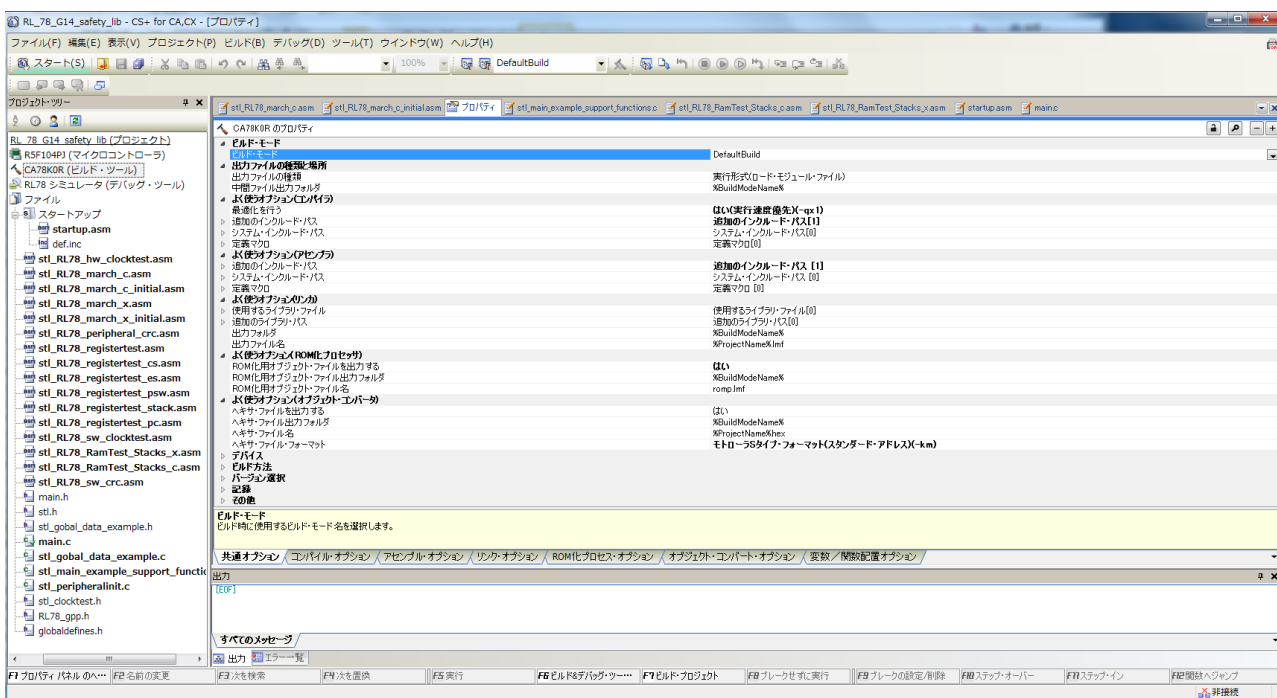 RL_78_G14_safety_lib - CS+ for CA,CX - [プロパティ]
ファイル(F) 編集(E) 表示(V) プロジェクト(P) ビルド(B) デバッグ(D) ツール(T) ウインドウ(W) ヘルプ(H)
スタート(S) 100% DefaultBuild
プロジェクト・ツリー
RL_78_G14_safety_lib (プロジェクト)
R5F104PJ (マイクロコントローラ)
CA78K0R (ビルド・ツール)
RL78 シミュレータ (デバッグ・ツール)
ファイル
スタートアップ
startup.asm
def.inc
stl_RL78_hw_clocktest.asm
stl_RL78_march_c.asm
stl_RL78_march_c_initial.asm
stl_RL78_march_x.asm
stl_RL78_march_x_initial.asm
stl_RL78_peripheral_crc.asm
stl_RL78_registertest.asm
stl_RL78_registertest_cs.asm
stl_RL78_registertest_es.asm
stl_RL78_registertest_psw.asm
stl_RL78_registertest_stack.asm
stl_RL78_registertest_pc.asm
stl_RL78_sw_clocktest.asm
stl_RL78_RamTest_Stacks_x.asm
stl_RL78_RamTest_Stacks_c.asm
stl_RL78_sw_crc.asm
main.h
stl.h
stl_gobal_data_example.h
main.c
stl_gobal_data_example.c
stl_main_example_support_functic
stl_peripheralinit.c
stl_clocktest.h
RL78_gpp.h
globaldefines.h
stl_RL78_march_c.asm stl_RL78_march_c_initial.asm プロパティ stl_main_example_support_functions.c stl_RL78_RamTest_Stacks_c.asm stl_RL78_RamTest_Stacks_x.asm startup.asm main.c
CA78K0R のプロパティ
ビルド・モード
ビルド・モード DefaultBuild
出力ファイルの種類と場所
出力ファイルの種類 実行形式(ロード・モジュール・ファイル)
中間ファイル出力フォルダ %BuildModeName%
よく使うオプション(コンパイラ)
最適化を行う はい(実行速度優先)(-qx1)
追加のインクルード・パス 追加のインクルード・パス[1]
システム・インクルード・パス システム・インクルード・パス[0]
定義マクロ 定義マクロ[0]
よく使うオプション(アセンブラ)
追加のインクルード・パス 追加のインクルード・パス [1]
システム・インクルード・パス システム・インクルード・パス [0]
定義マクロ 定義マクロ [0]
よく使うオプション(リンカ)
使用するライブラリ・ファイル 使用するライブラリ・ファイル[0]
追加のライブラリ・パス 追加のライブラリ・パス[0]
出力フォルダ %BuildModeName%
出力ファイル名 %ProjectName%.lmf
よく使うオプション(ROM化プロセッサ)
ROM化用オブジェクト・ファイルを出力する はい
ROM化用オブジェクト・ファイル出力フォルダ %BuildModeName%
ROM化用オブジェクト・ファイル名 romp.lmf
よく使うオプション(オブジェクト・コンバータ)
ヘキサ・ファイルを出力する はい
ヘキサ・ファイル出力フォルダ %BuildModeName%
ヘキサ・ファイル名 %ProjectName%.hex
ヘキサ・ファイル・フォーマット モトローラSタイプ・フォーマット(スタンダード・アドレス)(-km)
デバイス
ビルド方法
バージョン選択
記録
その他
ビルド・モード
ビルド時に使用するビルド・モード名を選択します。
共通オプション コンパイル・オプション アセンブル・オプション リンク・オプション ROM化プロセス・オプション オブジェクト・コンバート・オプション 変数/関数配置オプション
出力
[EOF]
すべてのメッセージ
出力 エラー一覧
F1 プロパティ パネル のヘ… F2 名前の変更 F3 次を検索 F4 次を置換 F5 実行 F6 ビルド&デバッグ・ツー… F7 ビルド・プロジェクト F8 ブレークせずに実行 F9 ブレークの設定/削除 F10 ステップ・オーバー F11 ステップ・イン F12 関数へジャンプ
非接続